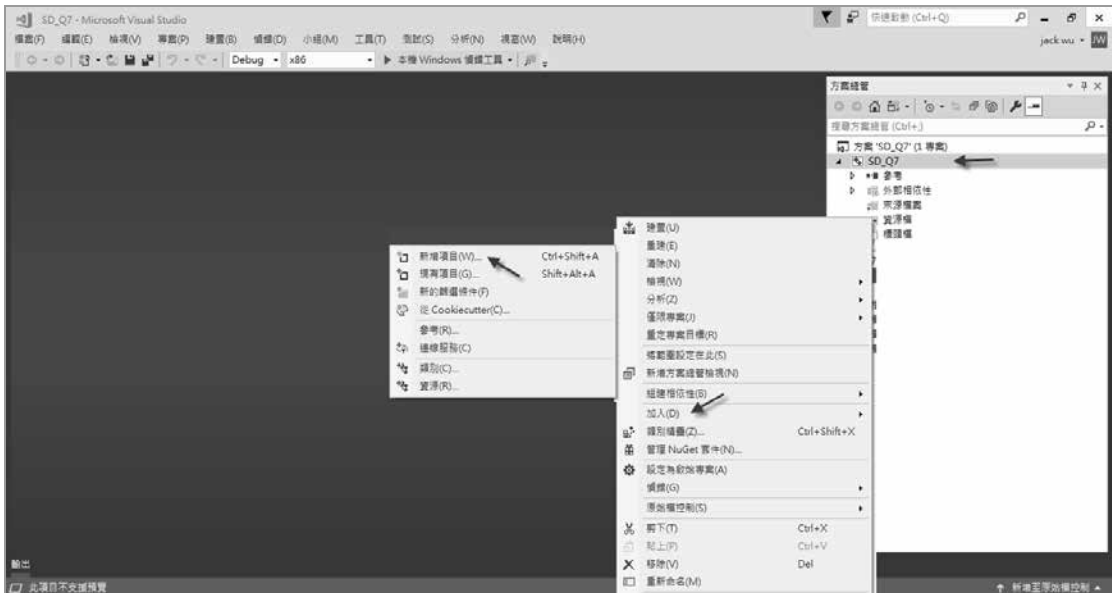 SD_Q7 - Microsoft Visual Studio
快速啟動 (Ctrl+Q)
檔案(F) 編輯(E) 檢視(V) 專案(P) 建置(B) 偵錯(D) 小組(M) 工具(T) 測試(S) 分析(N) 視窗(W) 說明(H)
jack wu JW
Debug x86 本機 Windows 偵錯工具
方案總管
搜尋方案總管 (Ctrl+;)
方案 'SD_Q7' (1 專案)
SD_Q7
參考
外部相依性
來源檔案
資源檔
標頭檔
新增項目(W)... Ctrl+Shift+A
現有項目(G)... Shift+Alt+A
新的篩選條件(F)
從 Cookiecutter(C)...
參考(R)...
連線服務(C)
類別(C)...
資源(R)...
建置(U)
重建(E)
清除(N)
檢視(W)
分析(Z)
僅限專案(J)
重定專案目標(R)
將範圍設定在此(S)
新增方案總管檢視(N)
組建相依性(B)
加入(D)
類別精靈(Z)... Ctrl+Shift+X
管理 NuGet 套件(N)...
設定為啟始專案(A)
偵錯(G)
原始檔控制(S)
剪下(T) Ctrl+X
貼上(P) Ctrl+V
移除(V) Del
重新命名(M)
輸出
此項目不支援預覽
新增至原始檔控制